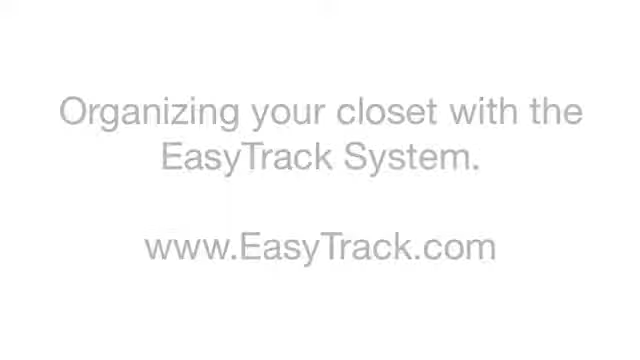 Organizing your closet with the
EasyTrack System.
www.EasyTrack.com